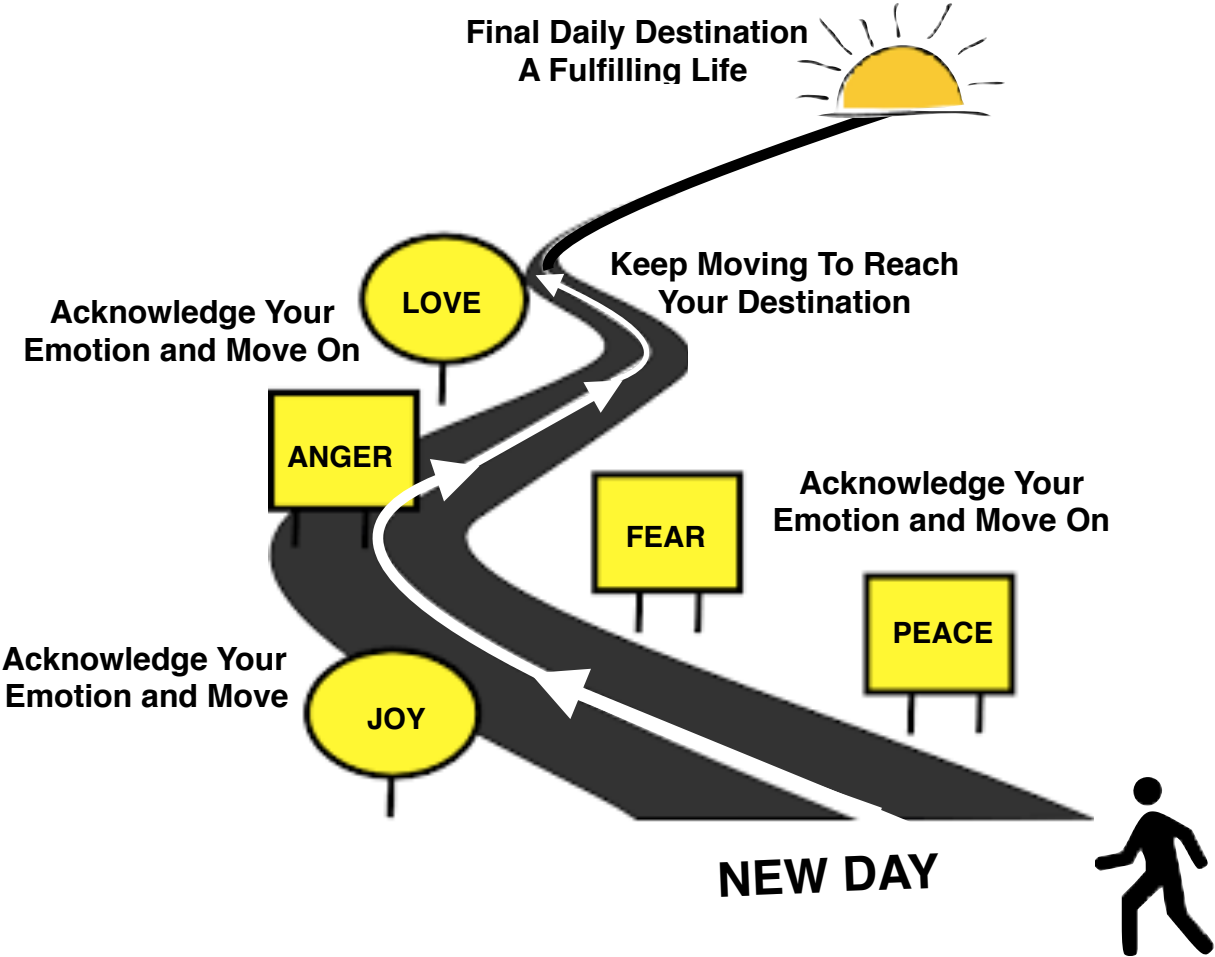 Final Daily Destination
A Fulfilling Life
Keep Moving To Reach
Your Destination
LOVE
Acknowledge Your
Emotion and Move On
ANGER
Acknowledge Your
Emotion and Move On
FEAR
PEACE
Acknowledge Your
Emotion and Move
JOY
NEW DAY